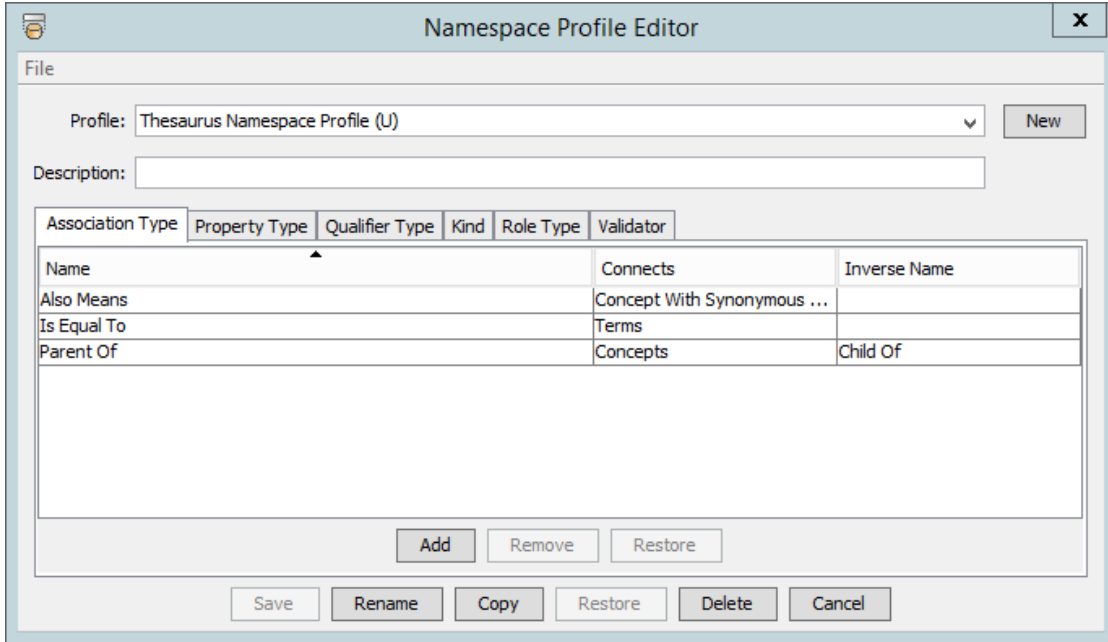 Namespace Profile Editor x
File
Profile: Thesaurus Namespace Profile (U) New
Description:
Association Type Property Type Qualifier Type Kind Role Type Validator
Name Connects Inverse Name
Also Means Concept With Synonymous ...
Is Equal To Terms
Parent Of Concepts Child Of
Add Remove Restore
Save Rename Copy Restore Delete Cancel